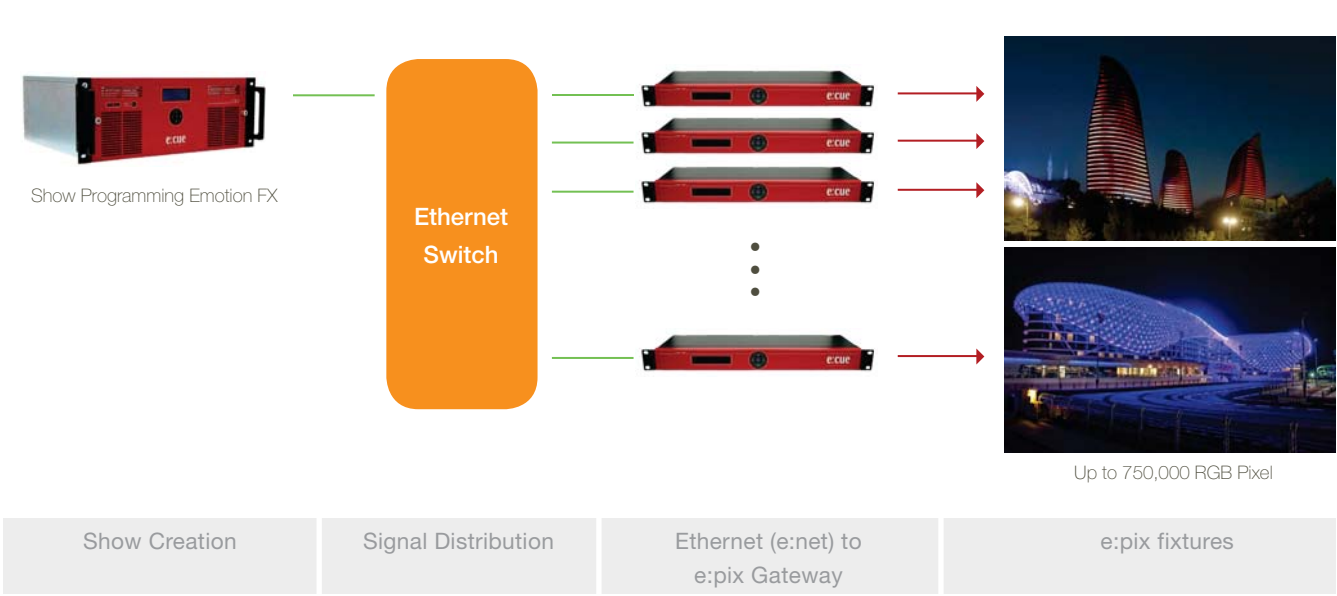 e:cue
Show Programming Emotion FX
Ethernet
Switch
e:cue
e:cue
e:cue
e:cue
Up to 750,000 RGB Pixel
Show Creation
Signal Distribution
Ethernet (e:net) to
e:pix Gateway
e:pix fixtures